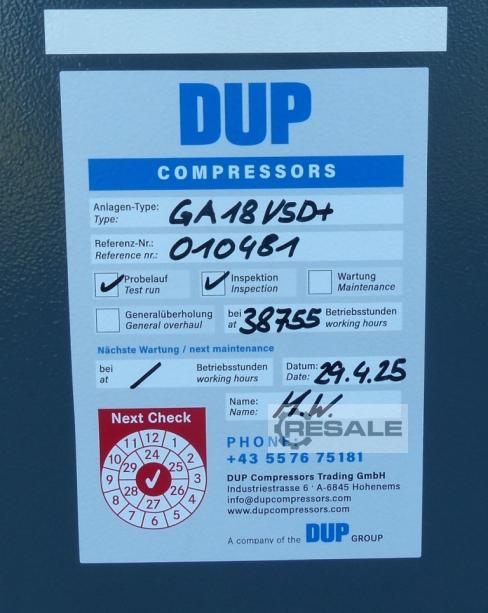 DUP
COMPRESSORS
Anlagen-Type: GA18VSD+
Type:
Referenz-Nr.: 010481
Reference nr.:
✓ Probelauf ✓ Inspektion Wartung
Test run Inspection Maintenance
Generalüberholung bei 38755 Betriebsstunden
General overhaul at working hours
Nächste Wartung / next maintenance
bei / Betriebsstunden Datum: 29.4.25
at working hours Date:
Name: M.W.
Name:
RESALE
Next Check
11 12 1
10 2
9 3
8 4
7 6 5
24 25
29 26
28 27
PHONE:
+43 5576 75181
DUP Compressors Trading GmbH
Industriestrasse 6 · A-6845 Hohenems
info@dupcompressors.com
www.dupcompressors.com
A company of the DUP GROUP